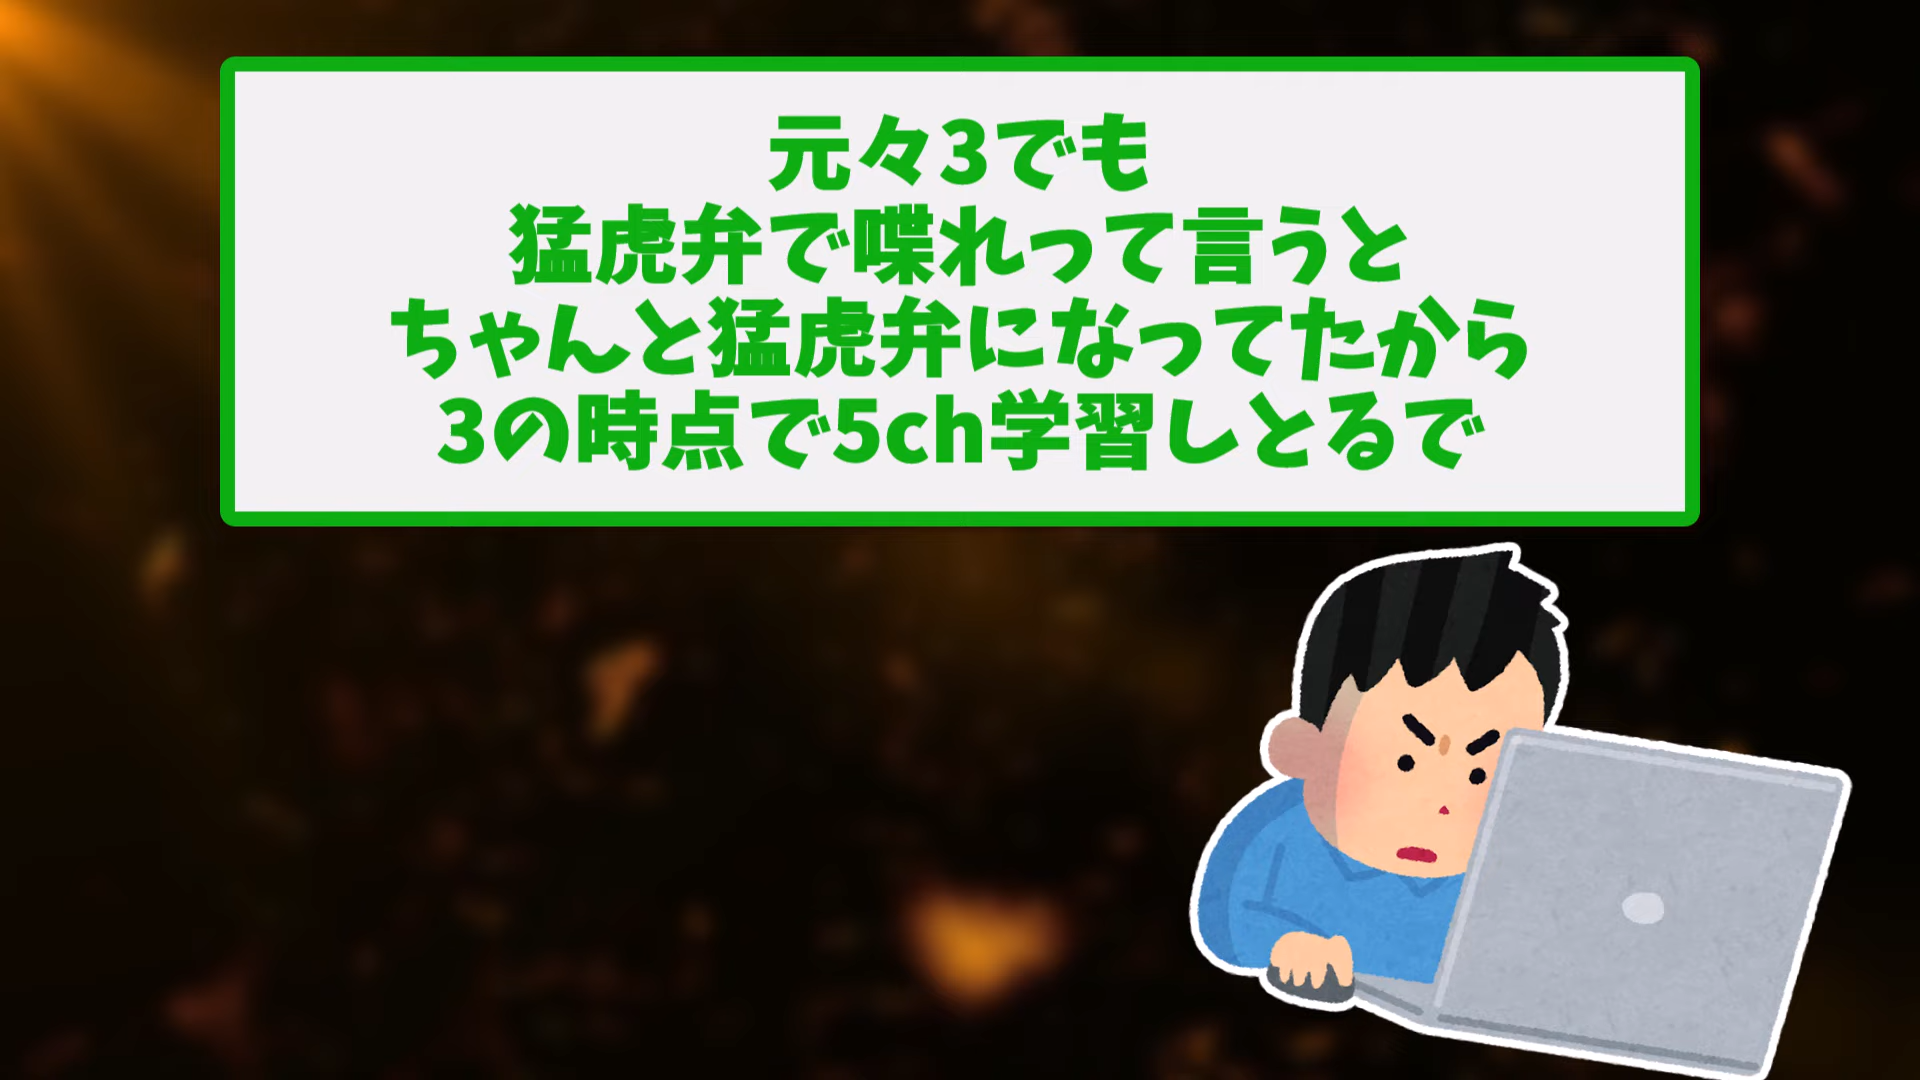 元々3でも
猛虎弁で喋れって言うと
ちゃんと猛虎弁になってたから
3の時点で5ch学習しとるで